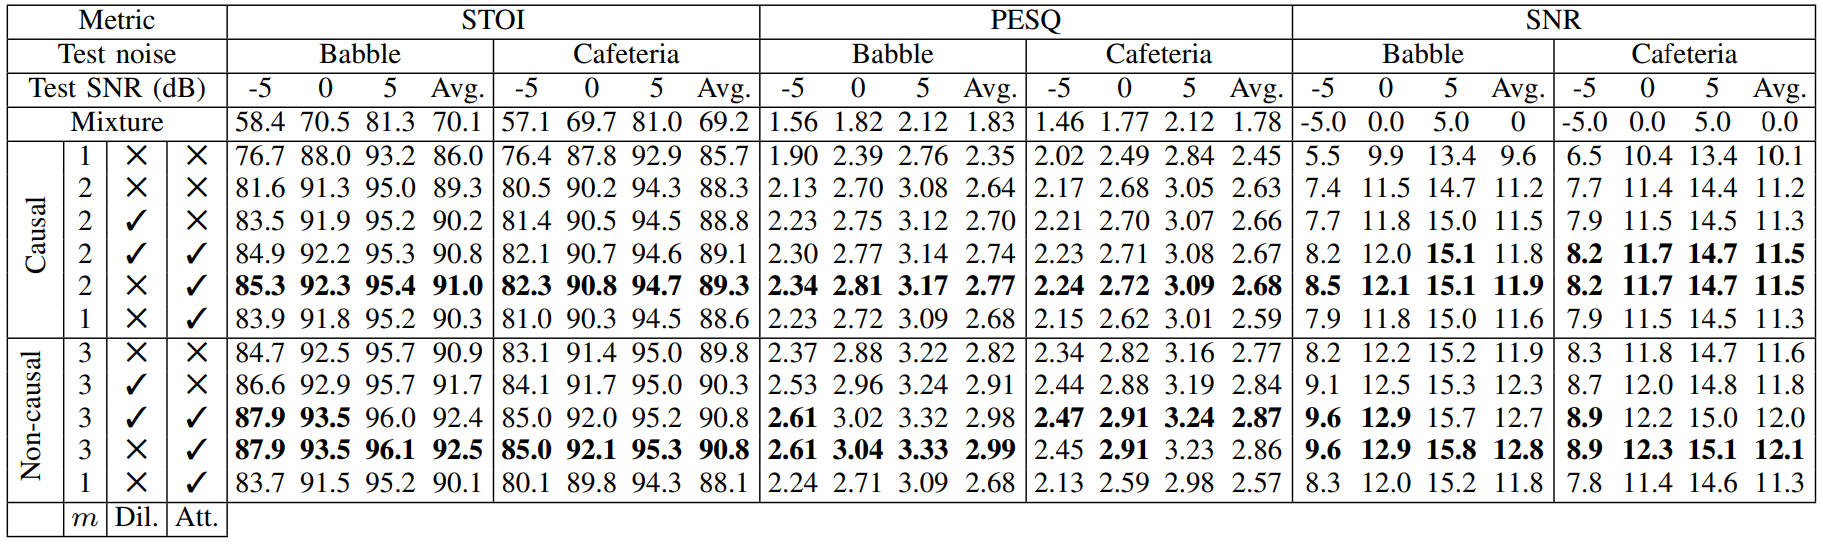 Metric STOI PESQ SNR
Test noise Babble Cafeteria Babble Cafeteria Babble Cafeteria
Test SNR (dB) -5 0 5 Avg. -5 0 5 Avg. -5 0 5 Avg. -5 0 5 Avg. -5 0 5 Avg. -5 0 5 Avg.
Mixture 58.4 70.5 81.3 70.1 57.1 69.7 81.0 69.2 1.56 1.82 2.12 1.83 1.46 1.77 2.12 1.78 -5.0 0.0 5.0 0 -5.0 0.0 5.0 0.0
Causal
1 ✕ ✕ 76.7 88.0 93.2 86.0 76.4 87.8 92.9 85.7 1.90 2.39 2.76 2.35 2.02 2.49 2.84 2.45 5.5 9.9 13.4 9.6 6.5 10.4 13.4 10.1
2 ✕ ✕ 81.6 91.3 95.0 89.3 80.5 90.2 94.3 88.3 2.13 2.70 3.08 2.64 2.17 2.68 3.05 2.63 7.4 11.5 14.7 11.2 7.7 11.4 14.4 11.2
2 ✓ ✕ 83.5 91.9 95.2 90.2 81.4 90.5 94.5 88.8 2.23 2.75 3.12 2.70 2.21 2.70 3.07 2.66 7.7 11.8 15.0 11.5 7.9 11.5 14.5 11.3
2 ✓ ✓ 84.9 92.2 95.3 90.8 82.1 90.7 94.6 89.1 2.30 2.77 3.14 2.74 2.23 2.71 3.08 2.67 8.2 12.0 15.1 11.8 8.2 11.7 14.7 11.5
2 ✕ ✓ 85.3 92.3 95.4 91.0 82.3 90.8 94.7 89.3 2.34 2.81 3.17 2.77 2.24 2.72 3.09 2.68 8.5 12.1 15.1 11.9 8.2 11.7 14.7 11.5
1 ✕ ✓ 83.9 91.8 95.2 90.3 81.0 90.3 94.5 88.6 2.23 2.72 3.09 2.68 2.15 2.62 3.01 2.59 7.9 11.8 15.0 11.6 7.9 11.5 14.5 11.3
Non-causal
3 ✕ ✕ 84.7 92.5 95.7 90.9 83.1 91.4 95.0 89.8 2.37 2.88 3.22 2.82 2.34 2.82 3.16 2.77 8.2 12.2 15.2 11.9 8.3 11.8 14.7 11.6
3 ✓ ✕ 86.6 92.9 95.7 91.7 84.1 91.7 95.0 90.3 2.53 2.96 3.24 2.91 2.44 2.88 3.19 2.84 9.1 12.5 15.3 12.3 8.7 12.0 14.8 11.8
3 ✓ ✓ 87.9 93.5 96.0 92.4 85.0 92.0 95.2 90.8 2.61 3.02 3.32 2.98 2.47 2.91 3.24 2.87 9.6 12.9 15.7 12.7 8.9 12.2 15.0 12.0
3 ✕ ✓ 87.9 93.5 96.1 92.5 85.0 92.1 95.3 90.8 2.61 3.04 3.33 2.99 2.45 2.91 3.23 2.86 9.6 12.9 15.8 12.8 8.9 12.3 15.1 12.1
1 ✕ ✓ 83.7 91.5 95.2 90.1 80.1 89.8 94.3 88.1 2.24 2.71 3.09 2.68 2.13 2.59 2.98 2.57 8.3 12.0 15.2 11.8 7.8 11.4 14.6 11.3
m Dil. Att.